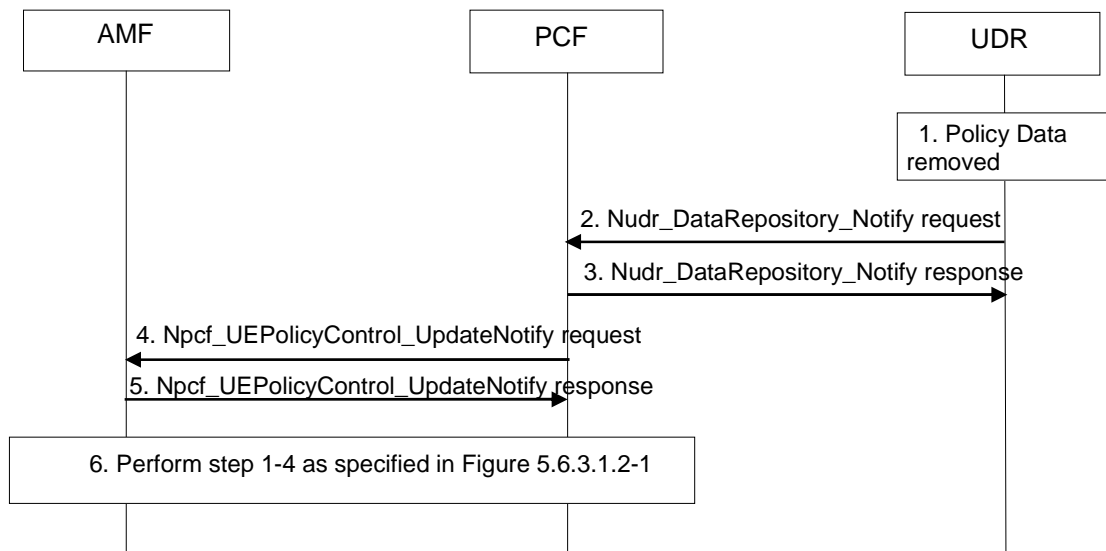 AMF
PCF
UDR
1. Policy Data
removed
2. Nudr_DataRepository_Notify request
3. Nudr_DataRepository_Notify response
4. Npcf_UEPolicyControl_UpdateNotify request
5. Npcf_UEPolicyControl_UpdateNotify response
6. Perform step 1-4 as specified in Figure 5.6.3.1.2-1